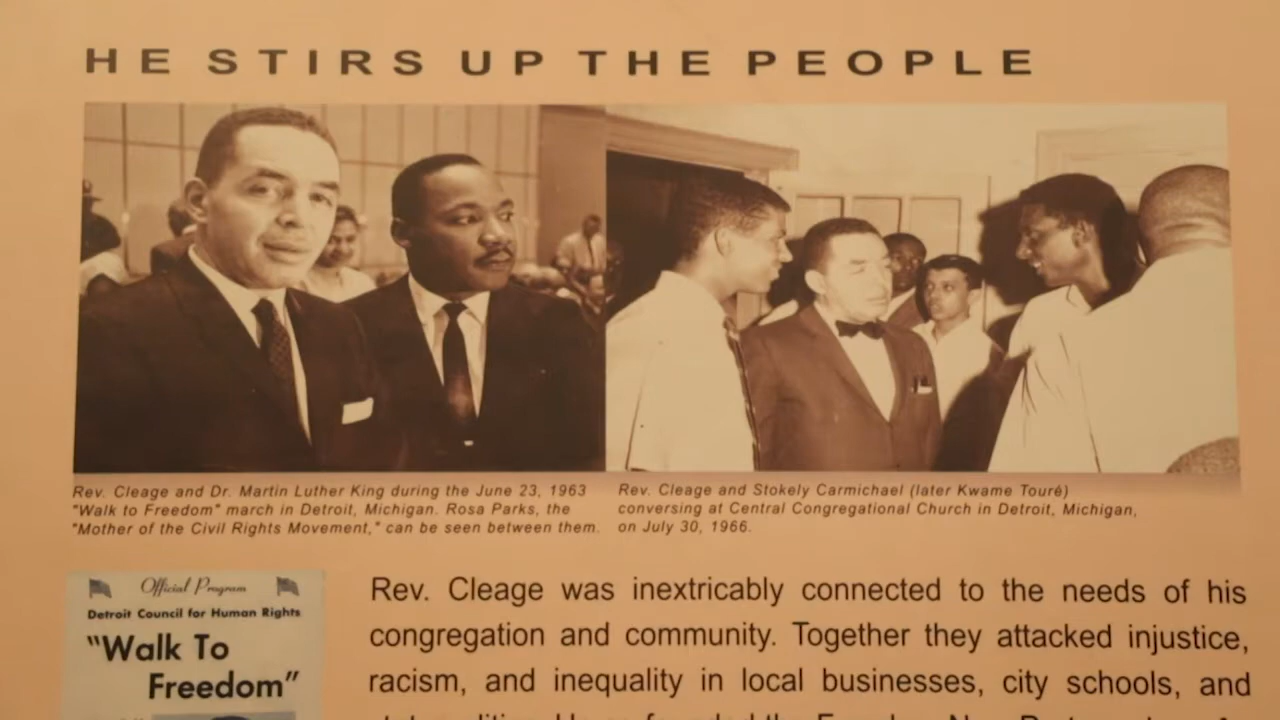 HE STIRS UP THE PEOPLE
Rev. Cleage and Dr. Martin Luther King during the June 23, 1963
"Walk to Freedom" march in Detroit, Michigan. Rosa Parks, the
"Mother of the Civil Rights Movement," can be seen between them.
Rev. Cleage and Stokely Carmichael (later Kwame Touré)
conversing at Central Congregational Church in Detroit, Michigan,
on July 30, 1966.
Official Program
Detroit Council for Human Rights
"Walk To
Freedom"
Rev. Cleage was inextricably connected to the needs of his
congregation and community. Together they attacked injustice,
racism, and inequality in local businesses, city schools, and